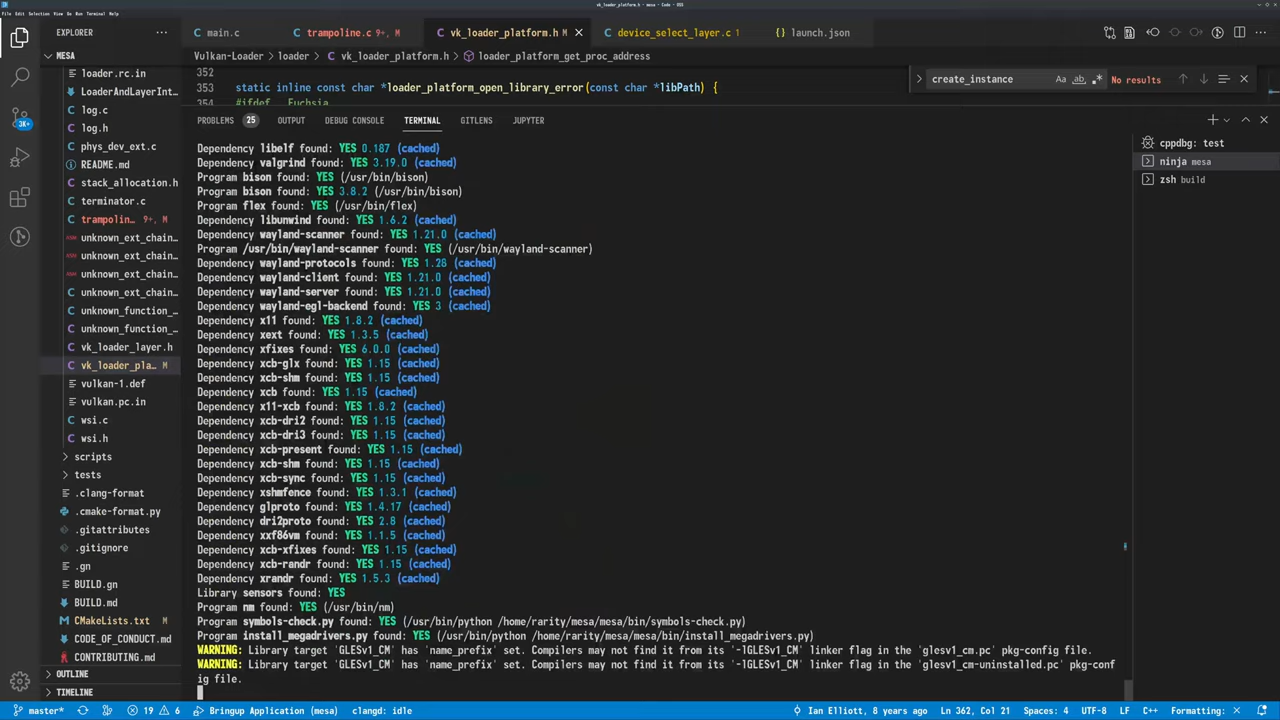 vk_loader_platform.h - mesa - Code - OSS
File Edit Selection View Go Run Terminal Help
EXPLORER
main.c
trampoline.c 9+, M
vk_loader_platform.h M
device_select_layer.c 1
launch.json
Vulkan-Loader > loader > vk_loader_platform.h > loader_platform_get_proc_address
MESA
loader.rc.in
LoaderAndLayerInt...
log.c
log.h
phys_dev_ext.c
README.md
stack_allocation.h
terminator.c
trampolin... 9+, M
unknown_ext_chain...
unknown_ext_chain...
unknown_ext_chain...
unknown_ext_chain...
unknown_function_...
unknown_function_...
vk_loader_layer.h
vk_loader_pla... M
vulkan-1.def
vulkan.pc.in
wsi.c
wsi.h
scripts
tests
.clang-format
.cmake-format.py
.gitattributes
.gitignore
.gn
BUILD.gn
BUILD.md
CMakeLists.txt M
CODE_OF_CONDUCT.md
CONTRIBUTING.md
OUTLINE
TIMELINE
3K+
352
353 static inline const char *loader_platform_open_library_error(const char *libPath) {
354 #ifdef __Fuchsia__
create_instance Aa ab .* No results
PROBLEMS 25 OUTPUT DEBUG CONSOLE TERMINAL GITLENS JUPYTER
Dependency libelf found: YES 0.187 (cached)
Dependency valgrind found: YES 3.19.0 (cached)
Program bison found: YES (/usr/bin/bison)
Program bison found: YES 3.8.2 (/usr/bin/bison)
Program flex found: YES (/usr/bin/flex)
Dependency libunwind found: YES 1.6.2 (cached)
Dependency wayland-scanner found: YES 1.21.0 (cached)
Program /usr/bin/wayland-scanner found: YES (/usr/bin/wayland-scanner)
Dependency wayland-protocols found: YES 1.28 (cached)
Dependency wayland-client found: YES 1.21.0 (cached)
Dependency wayland-server found: YES 1.21.0 (cached)
Dependency wayland-egl-backend found: YES 3 (cached)
Dependency x11 found: YES 1.8.2 (cached)
Dependency xext found: YES 1.3.5 (cached)
Dependency xfixes found: YES 6.0.0 (cached)
Dependency xcb-glx found: YES 1.15 (cached)
Dependency xcb-shm found: YES 1.15 (cached)
Dependency xcb found: YES 1.15 (cached)
Dependency x11-xcb found: YES 1.8.2 (cached)
Dependency xcb-dri2 found: YES 1.15 (cached)
Dependency xcb-dri3 found: YES 1.15 (cached)
Dependency xcb-present found: YES 1.15 (cached)
Dependency xcb-shm found: YES 1.15 (cached)
Dependency xcb-sync found: YES 1.15 (cached)
Dependency xshmfence found: YES 1.3.1 (cached)
Dependency glproto found: YES 1.4.17 (cached)
Dependency dri2proto found: YES 2.8 (cached)
Dependency xxf86vm found: YES 1.1.5 (cached)
Dependency xcb-xfixes found: YES 1.15 (cached)
Dependency xcb-randr found: YES 1.15 (cached)
Dependency xrandr found: YES 1.5.3 (cached)
Library sensors found: YES
Program nm found: YES (/usr/bin/nm)
Program symbols-check.py found: YES (/usr/bin/python /home/rarity/mesa/mesa/bin/symbols-check.py)
Program install_megadrivers.py found: YES (/usr/bin/python /home/rarity/mesa/mesa/bin/install_megadrivers.py)
WARNING: Library target 'GLESv1_CM' has 'name_prefix' set. Compilers may not find it from its '-lGLESv1_CM' linker flag in the 'glesv1_cm.pc' pkg-config file.
WARNING: Library target 'GLESv1_CM' has 'name_prefix' set. Compilers may not find it from its '-lGLESv1_CM' linker flag in the 'glesv1_cm-uninstalled.pc' pkg-conf
ig file.
cppdbg: test
ninja mesa
zsh build
master* 19 6 Bringup Application (mesa) clangd: idle Ian Elliott, 8 years ago Ln 362, Col 21 Spaces: 4 UTF-8 LF C++ Formatting: ×